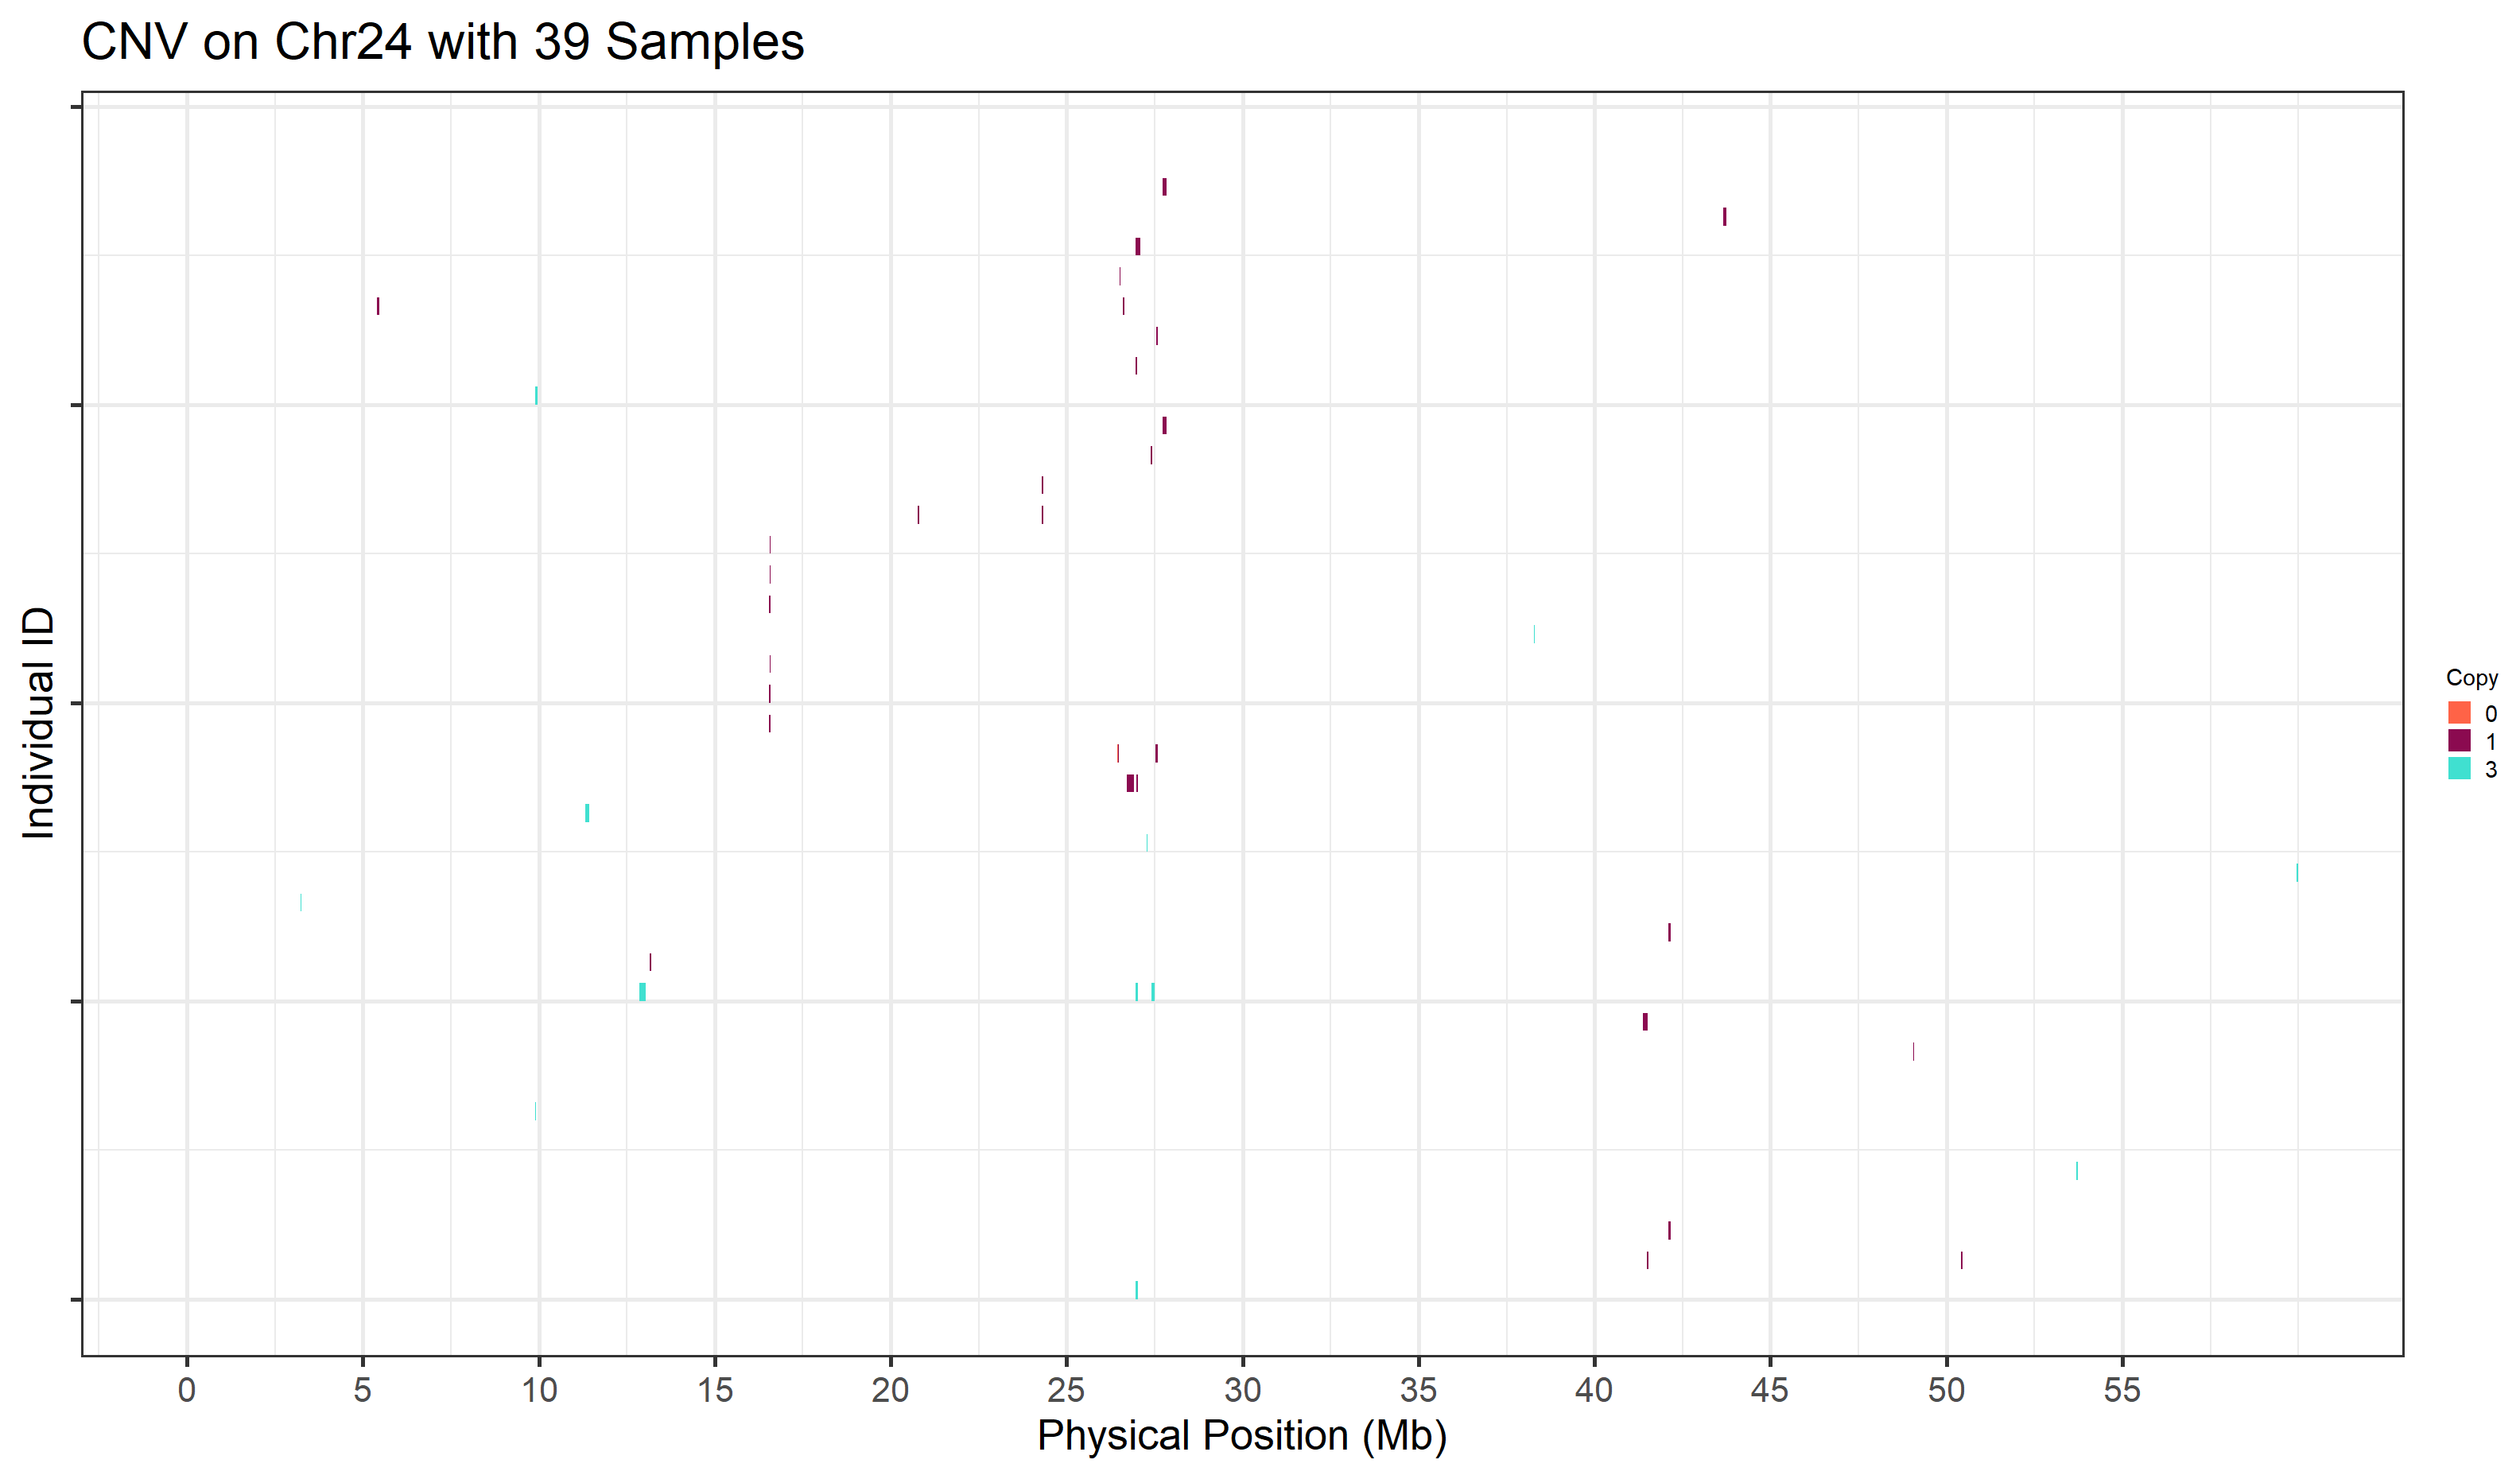 CNV on Chr24 with 39 Samples
Individual ID
Copy
0
1
3
0 5 10 15 20 25 30 35 40 45 50 55
Physical Position (Mb)